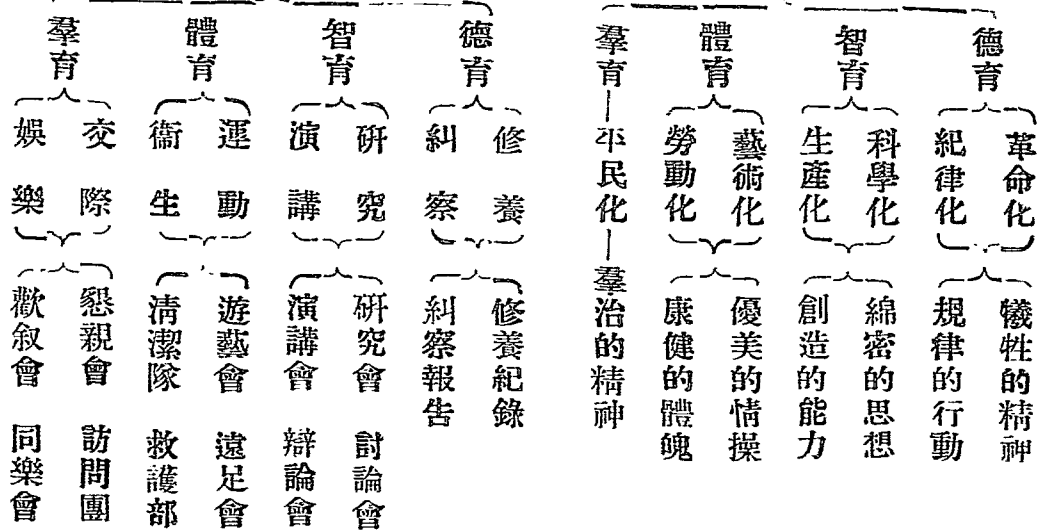 德育
革命化
紀律化
犧牲的精神
規律的行動
智育
科學化
生產化
綿密的思想
創造的能力
體育
藝術化
勞動化
優美的情操
康健的體魄
羣育
平民化
羣治的精神
德育
修養
糾察
修養紀錄
糾察報告
智育
研究
演講
研究會 討論會
演講會 辯論會
體育
運動
衞生
遊藝會 遠足會
淸潔隊 救護部
羣育
交際
娛樂
懇親會 訪問團
歡叙會 同樂會